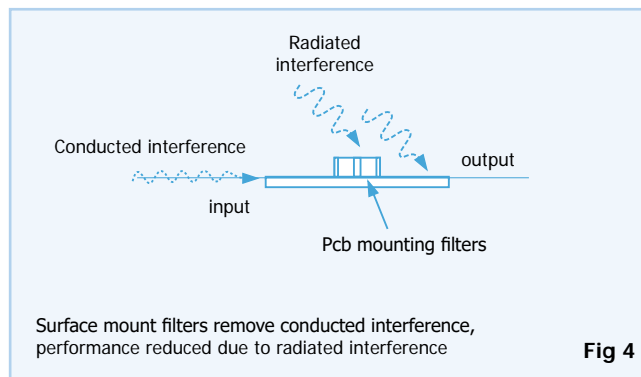 Radiated
interference
Conducted interference
output
input
Pcb mounting filters
Surface mount filters remove conducted interference,
performance reduced due to radiated interference
Fig 4